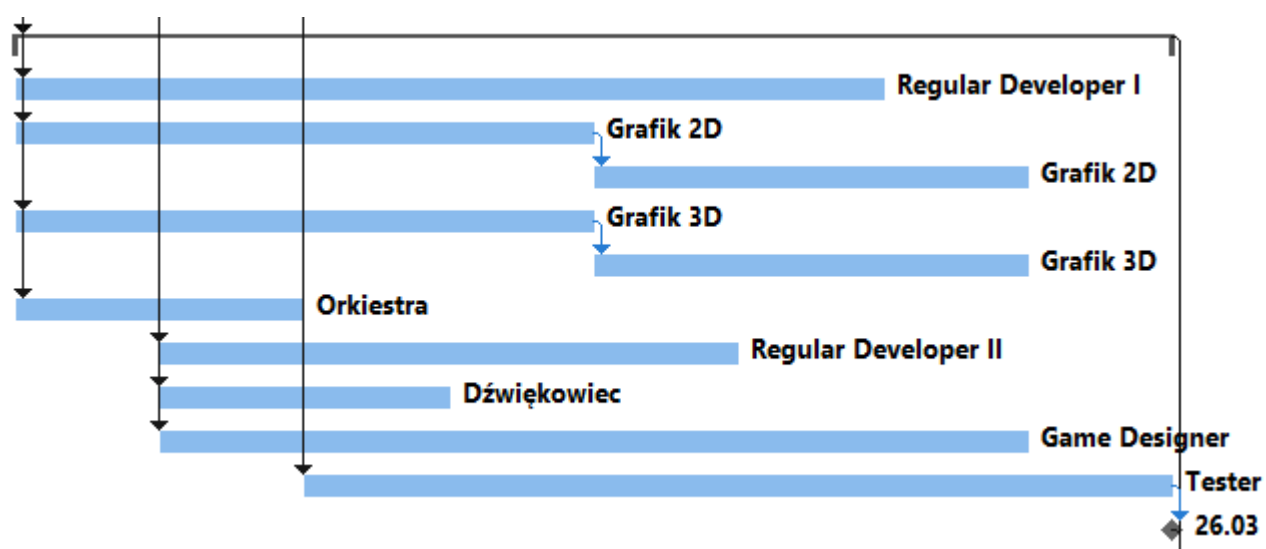 Regular Developer I
Grafik 2D
Grafik 2D
Grafik 3D
Grafik 3D
Orkiestra
Regular Developer II
Dźwiękowiec
Game Designer
Tester
26.03